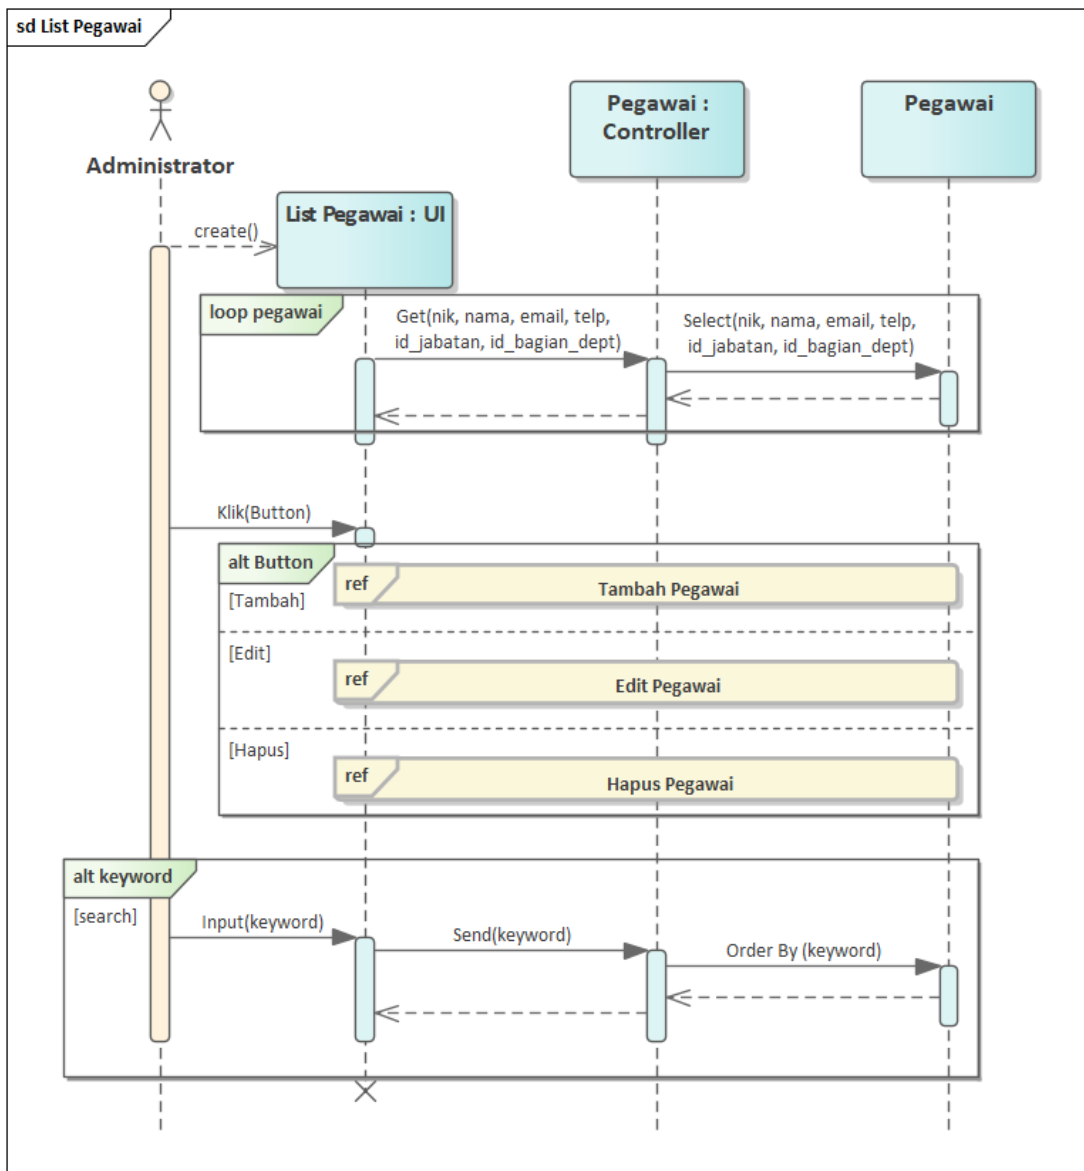 sd List Pegawai
Administrator
Pegawai :
Controller
Pegawai
List Pegawai : UI
create()
loop pegawai
Get(nik, nama, email, telp,
id_jabatan, id_bagian_dept)
Select(nik, nama, email, telp,
id_jabatan, id_bagian_dept)
Klik(Button)
alt Button
[Tambah]
ref
Tambah Pegawai
[Edit]
ref
Edit Pegawai
[Hapus]
ref
Hapus Pegawai
alt keyword
[search]
Input(keyword)
Send(keyword)
Order By (keyword)